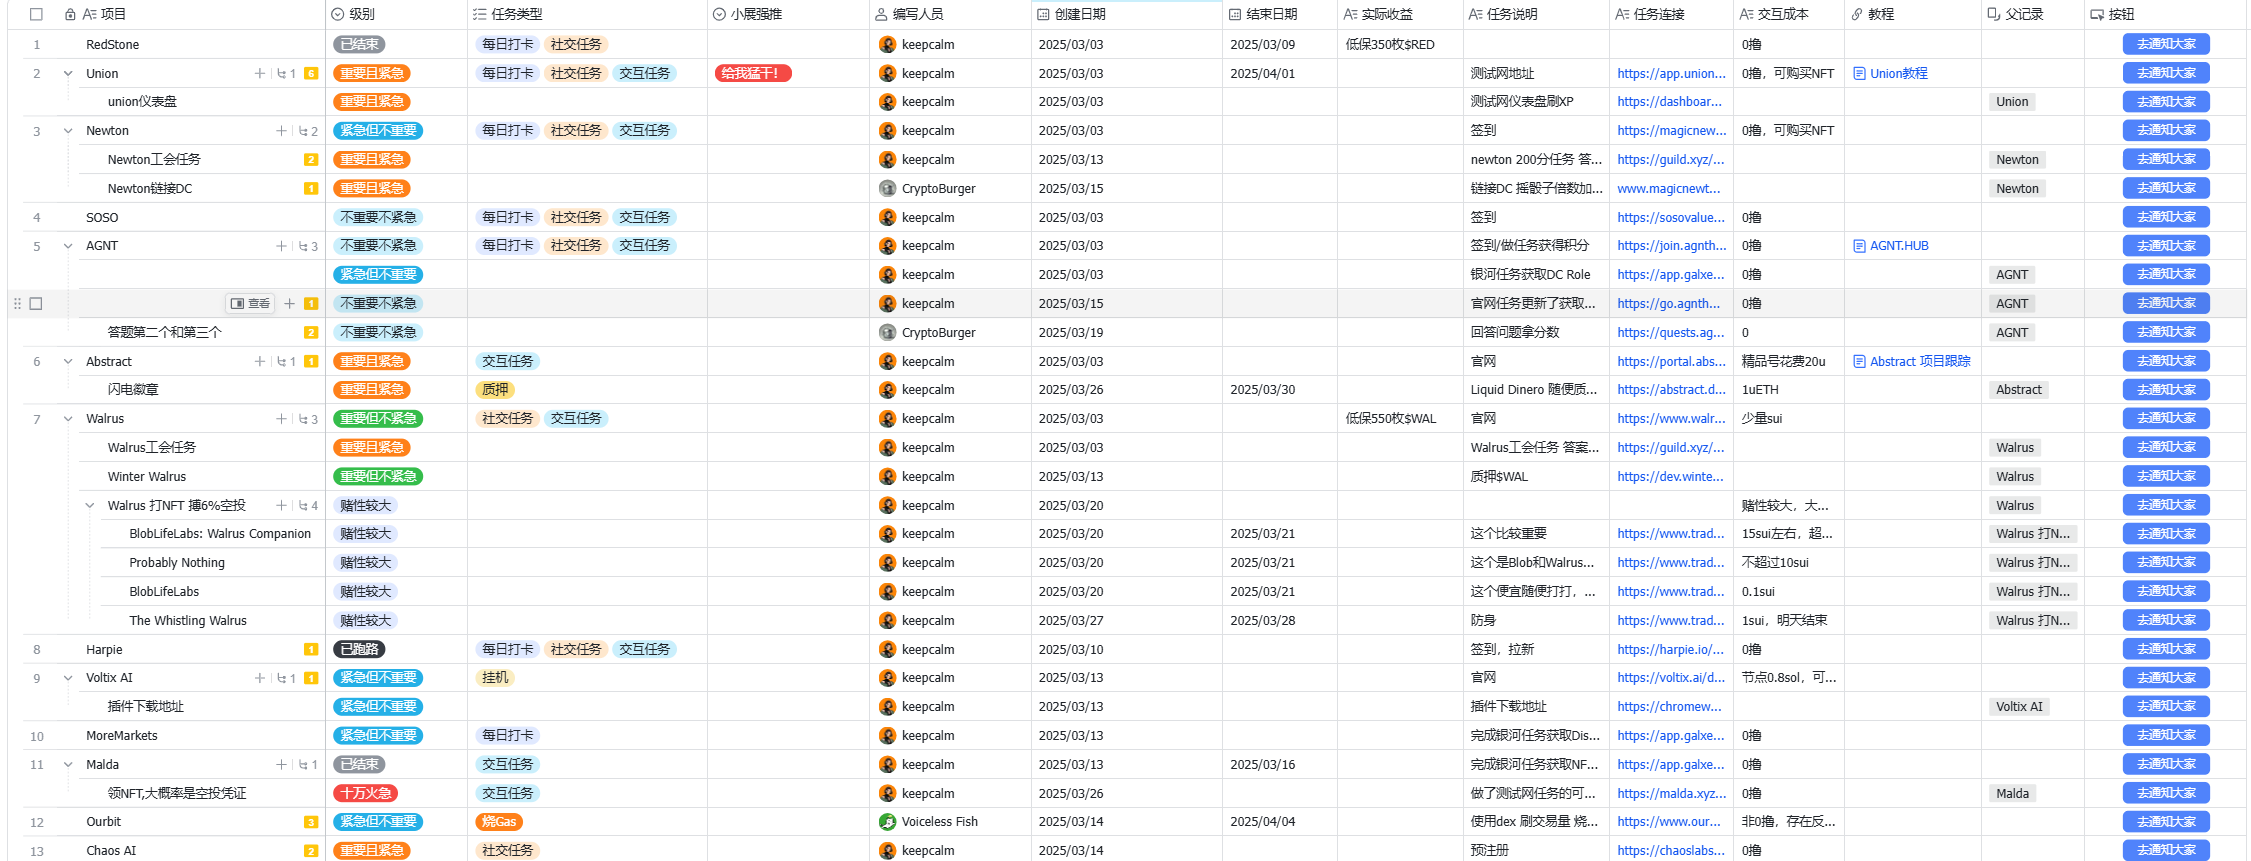 项目 级别 任务类型 小展强推 编写人员 创建日期 结束日期 实际收益 任务说明 任务连接 交互成本 教程 父记录 按钮
1 RedStone 已结束 每日打卡 社交任务 keepcalm 2025/03/03 2025/03/09 低保350枚$RED 0撸 去通知大家
2 Union 1 6 重要且紧急 每日打卡 社交任务 交互任务 给我猛干! keepcalm 2025/03/03 2025/04/01 测试网地址 https://app.union... 0撸，可购买NFT Union教程 去通知大家
union仪表盘 重要且紧急 keepcalm 2025/03/03 测试网仪表盘刷XP https://dashboar... Union 去通知大家
3 Newton 2 紧急但不重要 每日打卡 社交任务 交互任务 keepcalm 2025/03/03 签到 https://magicnew... 0撸，可购买NFT 去通知大家
Newton工会任务 2 重要且紧急 keepcalm 2025/03/13 newton 200分任务 答... https://guild.xyz/... Newton 去通知大家
Newton链接DC 1 重要且紧急 CryptoBurger 2025/03/15 链接DC 摇骰子倍数加... www.magicnewt... Newton 去通知大家
4 SOSO 不重要不紧急 每日打卡 社交任务 交互任务 keepcalm 2025/03/03 签到 https://sosovalue... 0撸 去通知大家
5 AGNT 3 不重要不紧急 每日打卡 社交任务 交互任务 keepcalm 2025/03/03 签到/做任务获得积分 https://join.agnth... 0撸 AGNT.HUB 去通知大家
紧急但不重要 keepcalm 2025/03/03 银河任务获取DC Role https://app.galxe... 0撸 AGNT 去通知大家
查看 1 不重要不紧急 keepcalm 2025/03/15 官网任务更新了获取... https://go.agnth... 0撸 AGNT 去通知大家
答题第二个和第三个 2 不重要不紧急 CryptoBurger 2025/03/19 回答问题拿分数 https://quests.ag... 0 AGNT 去通知大家
6 Abstract 1 1 重要且紧急 交互任务 keepcalm 2025/03/03 官网 https://portal.abs... 精品号花费20u Abstract 项目跟踪 去通知大家
闪电徽章 重要且紧急 质押 keepcalm 2025/03/26 2025/03/30 Liquid Dinero 随便质... https://abstract.d... 1uETH Abstract 去通知大家
7 Walrus 3 重要但不紧急 社交任务 交互任务 keepcalm 2025/03/03 低保550枚$WAL 官网 https://www.walr... 少量sui 去通知大家
Walrus工会任务 重要且紧急 keepcalm 2025/03/03 Walrus工会任务 答案... https://guild.xyz/... Walrus 去通知大家
Winter Walrus 重要但不紧急 keepcalm 2025/03/13 质押$WAL https://dev.winte... Walrus 去通知大家
Walrus 打NFT 搏6%空投 4 赌性较大 keepcalm 2025/03/20 赌性较大，大... Walrus 去通知大家
BlobLifeLabs: Walrus Companion 赌性较大 keepcalm 2025/03/20 2025/03/21 这个比较重要 https://www.trad... 15sui左右，超... Walrus 打N... 去通知大家
Probably Nothing 赌性较大 keepcalm 2025/03/20 2025/03/21 这个是Blob和Walrus... https://www.trad... 不超过10sui Walrus 打N... 去通知大家
BlobLifeLabs 赌性较大 keepcalm 2025/03/20 2025/03/21 这个便宜随便打打，... https://www.trad... 0.1sui Walrus 打N... 去通知大家
The Whistling Walrus 赌性较大 keepcalm 2025/03/27 2025/03/28 防身 https://www.trad... 1sui，明天结束 Walrus 打N... 去通知大家
8 Harpie 1 已跑路 每日打卡 社交任务 交互任务 keepcalm 2025/03/10 签到，拉新 https://harpie.io/... 0撸 去通知大家
9 Voltix AI 1 1 紧急但不重要 挂机 keepcalm 2025/03/13 官网 https://voltix.ai/d... 节点0.8sol，可... 去通知大家
插件下载地址 紧急但不重要 keepcalm 2025/03/13 插件下载地址 https://chromew... Voltix AI 去通知大家
10 MoreMarkets 紧急但不重要 每日打卡 keepcalm 2025/03/13 完成银河任务获取Dis... https://app.galxe... 0撸 去通知大家
11 Malda 1 已结束 交互任务 keepcalm 2025/03/13 2025/03/16 完成银河任务获取NF... https://app.galxe... 0撸 去通知大家
领NFT,大概率是空投凭证 十万火急 交互任务 keepcalm 2025/03/26 做了测试网任务的可... https://malda.xyz... 0撸 Malda 去通知大家
12 Ourbit 3 紧急但不重要 烧Gas Voiceless Fish 2025/03/14 2025/04/04 使用dex 刷交易量 烧... https://www.our... 非0撸，存在反... 去通知大家
13 Chaos AI 2 重要且紧急 社交任务 keepcalm 2025/03/14 预注册 https://chaoslabs... 0撸 去通知大家